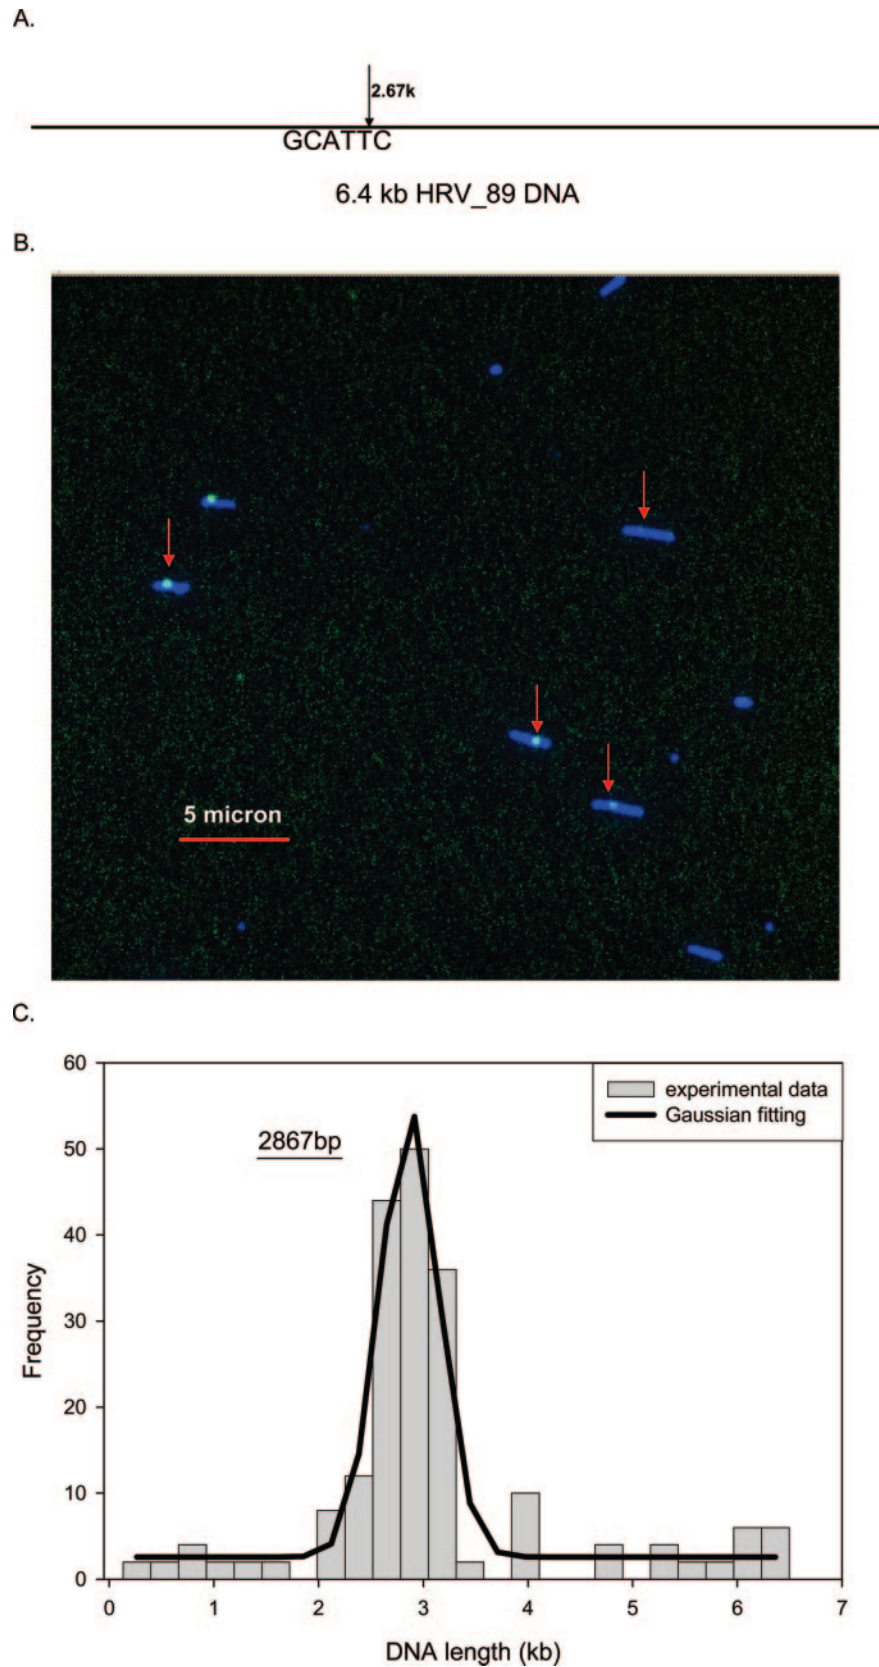 A.
2.67k
GCATTC
6.4 kb HRV_89 DNA
B.
5 micron
C.
60
50
40
30
20
10
0
Frequency
2867bp
experimental data
Gaussian fitting
0 1 2 3 4 5 6 7
DNA length (kb)